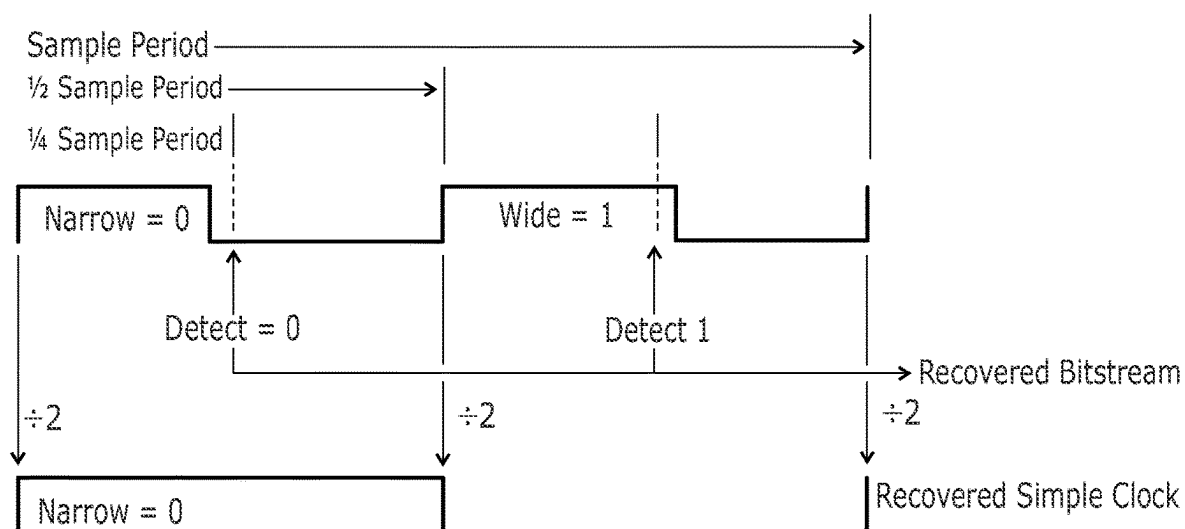 Sample Period
½ Sample Period
¼ Sample Period
Narrow = 0
Wide = 1
Detect = 0
Detect 1
Recovered Bitstream
÷2
÷2
÷2
Recovered Simple Clock
Narrow = 0